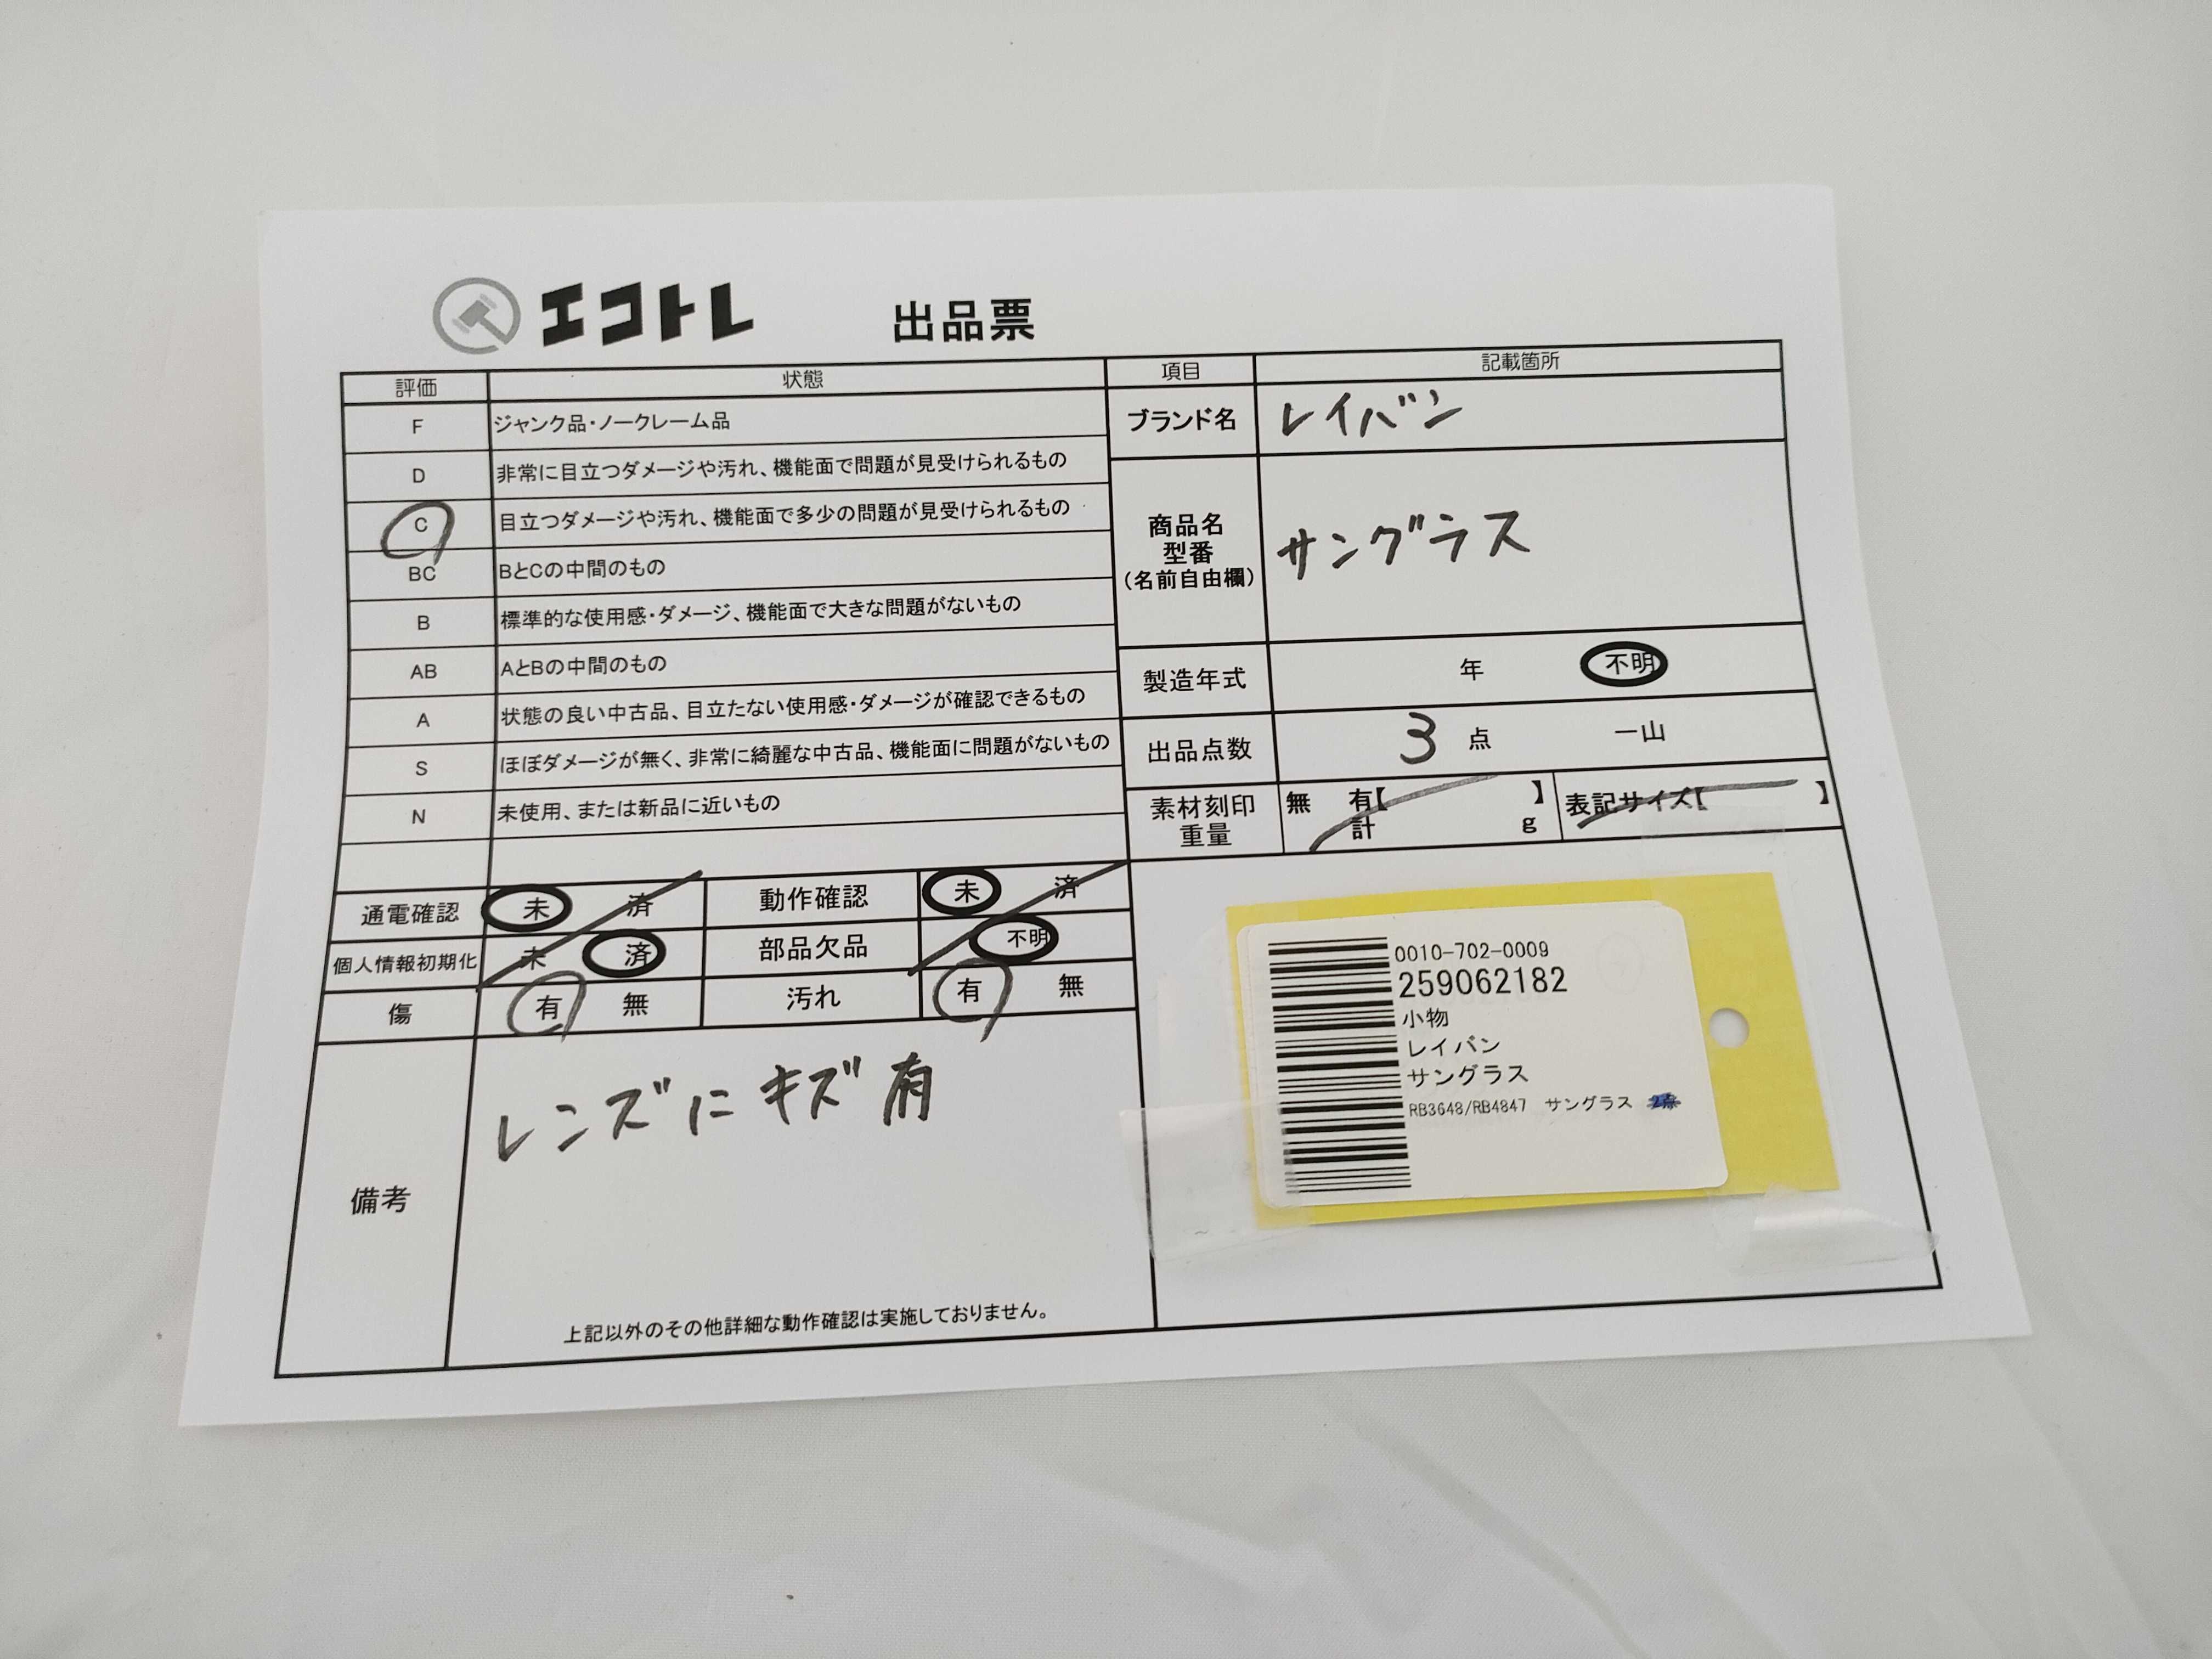 エコトレ 出品票
評価 状態 項目 記載箇所
F ジャンク品・ノークレーム品
D 非常に目立つダメージや汚れ、機能面で問題が見受けられるもの
C 目立つダメージや汚れ、機能面で多少の問題が見受けられるもの
BC BとCの中間のもの
B 標準的な使用感・ダメージ、機能面で大きな問題がないもの
AB AとBの中間のもの
A 状態の良い中古品、目立たない使用感・ダメージが確認できるもの
S ほぼダメージが無く、非常に綺麗な中古品、機能面に問題がないもの
N 未使用、または新品に近いもの
ブランド名 レイバン
商品名
型番
(名前自由欄)
サングラス
製造年式 年 不明
出品点数 3 点 一山
素材刻印
重量
無 有【 】
計 g
表記サイズ【 】
通電確認 未 済 動作確認 未 済
個人情報初期化 未 済 部品欠品 不明
傷 有 無 汚れ 有 無
備考
レンズにキズ有
上記以外のその他詳細な動作確認は実施しておりません。
0010-702-0009
259062182
小物
レイバン
サングラス
RB3648/RB4847 サングラス 2点